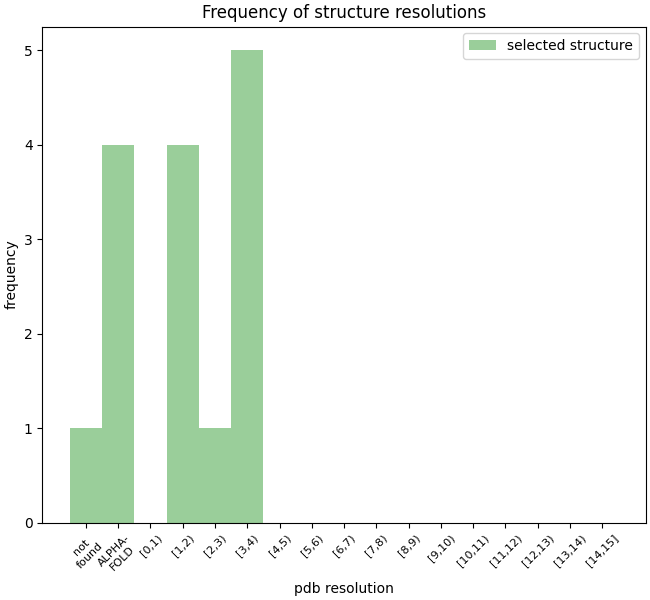 Frequency of structure resolutions
selected structure
frequency
5
4
3
2
1
0
not
found
ALPHA-
FOLD
[0,1)
[1,2)
[2,3)
[3,4)
[4,5)
[5,6)
[6,7)
[7,8)
[8,9)
[9,10)
[10,11)
[11,12)
[12,13)
[13,14)
[14,15]
pdb resolution